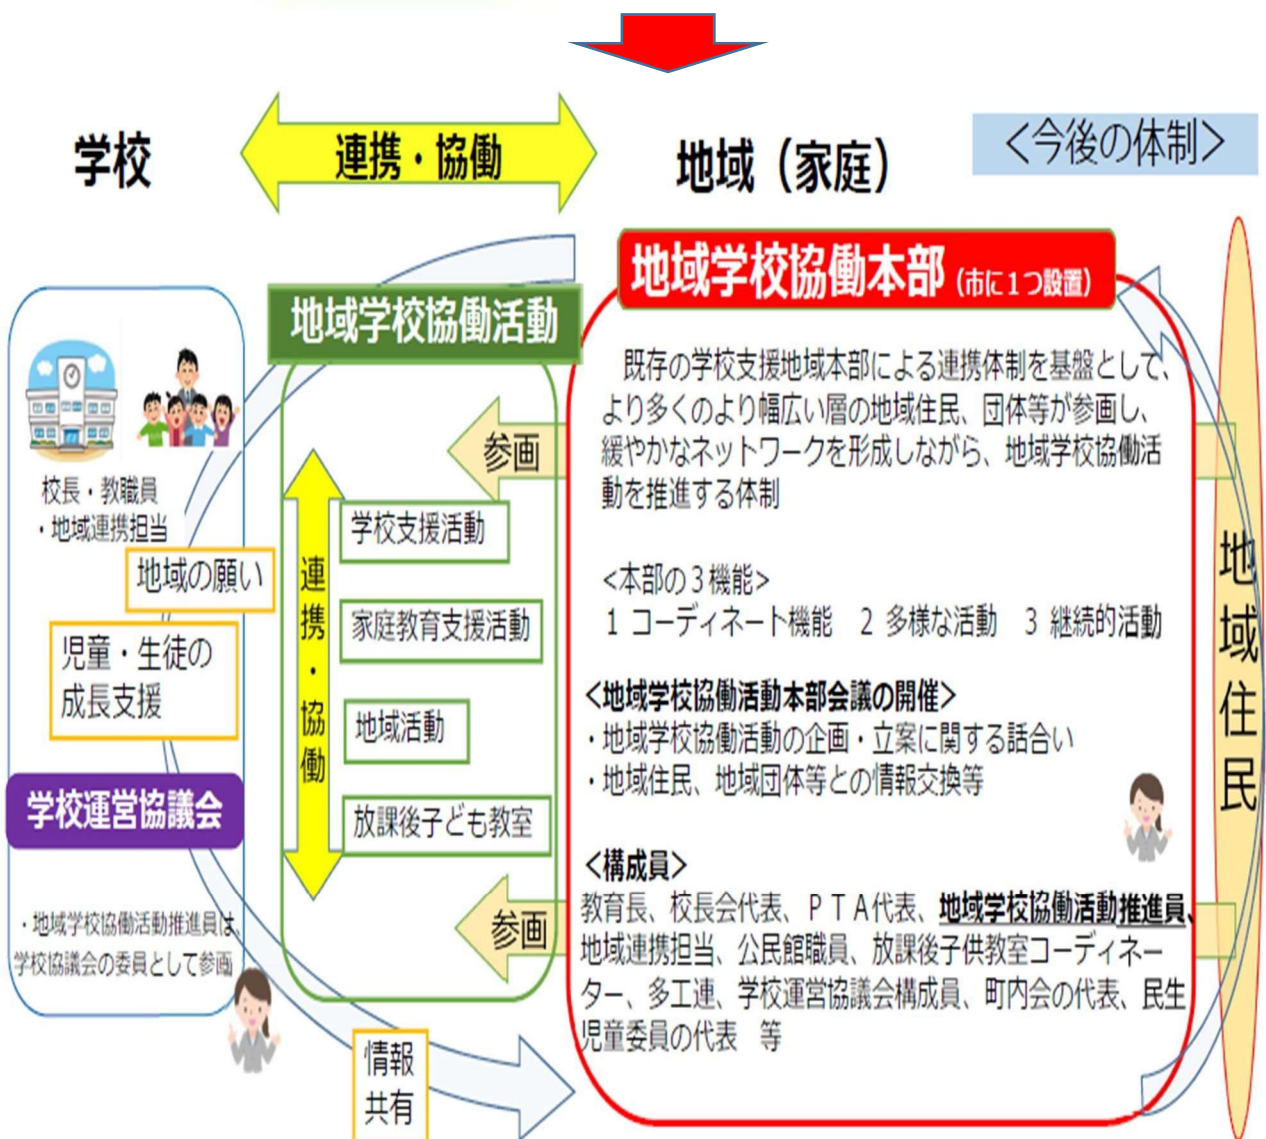 学校
連携・協働
地域（家庭）
＜今後の体制＞
地域学校協働本部（市に１つ設置）
地域学校協働活動
既存の学校支援地域本部による連携体制を基盤として、
より多くのより幅広い層の地域住民、団体等が参画し、
緩やかなネットワークを形成しながら、地域学校協働活
動を推進する体制
＜本部の３機能＞
１ コーディネート機能　２ 多様な活動　３ 継続的活動
＜地域学校協働活動本部会議の開催＞
・地域学校協働活動の企画・立案に関する話合い
・地域住民、地域団体等との情報交換等
＜構成員＞
教育長、校長会代表、ＰＴＡ代表、地域学校協働活動推進員、
地域連携担当、公民館職員、放課後子供教室コーディネー
ター、多工連、学校運営協議会構成員、町内会の代表、民生
児童委員の代表　等
参画
連携・協働
学校支援活動
家庭教育支援活動
地域活動
放課後子ども教室
参画
校長・教職員
・地域連携担当
地域の願い
児童・生徒の
成長支援
学校運営協議会
・地域学校協働活動推進員は、
学校協議会の委員として参画
情報
共有
地域住民